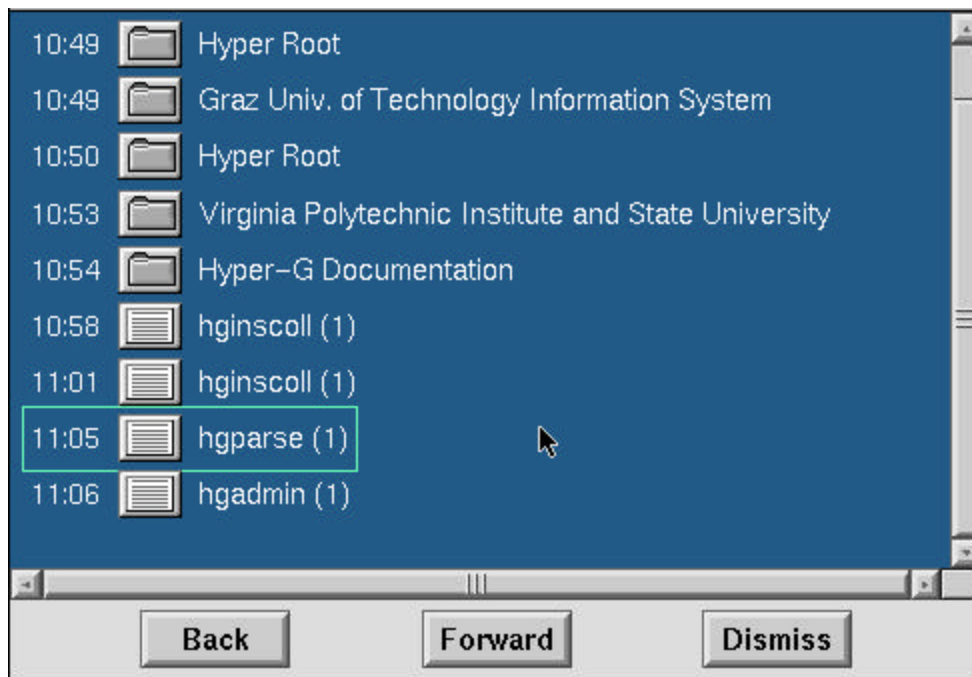 10:49 Hyper Root
10:49 Graz Univ. of Technology Information System
10:50 Hyper Root
10:53 Virginia Polytechnic Institute and State University
10:54 Hyper-G Documentation
10:58 hginscoll (1)
11:01 hginscoll (1)
11:05 hgparse (1)
11:06 hgadmin (1)
Back Forward Dismiss